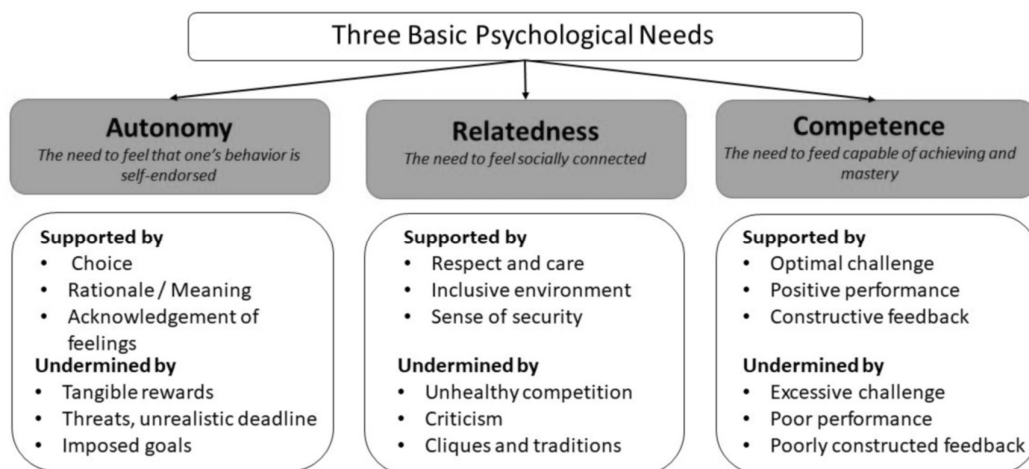 Three Basic Psychological Needs
Autonomy
The need to feel that one's behavior is
self-endorsed
Supported by
• Choice
• Rationale / Meaning
• Acknowledgement of
feelings
Undermined by
• Tangible rewards
• Threats, unrealistic deadline
• Imposed goals
Relatedness
The need to feel socially connected
Supported by
• Respect and care
• Inclusive environment
• Sense of security
Undermined by
• Unhealthy competition
• Criticism
• Cliques and traditions
Competence
The need to feed capable of achieving and
mastery
Supported by
• Optimal challenge
• Positive performance
• Constructive feedback
Undermined by
• Excessive challenge
• Poor performance
• Poorly constructed feedback